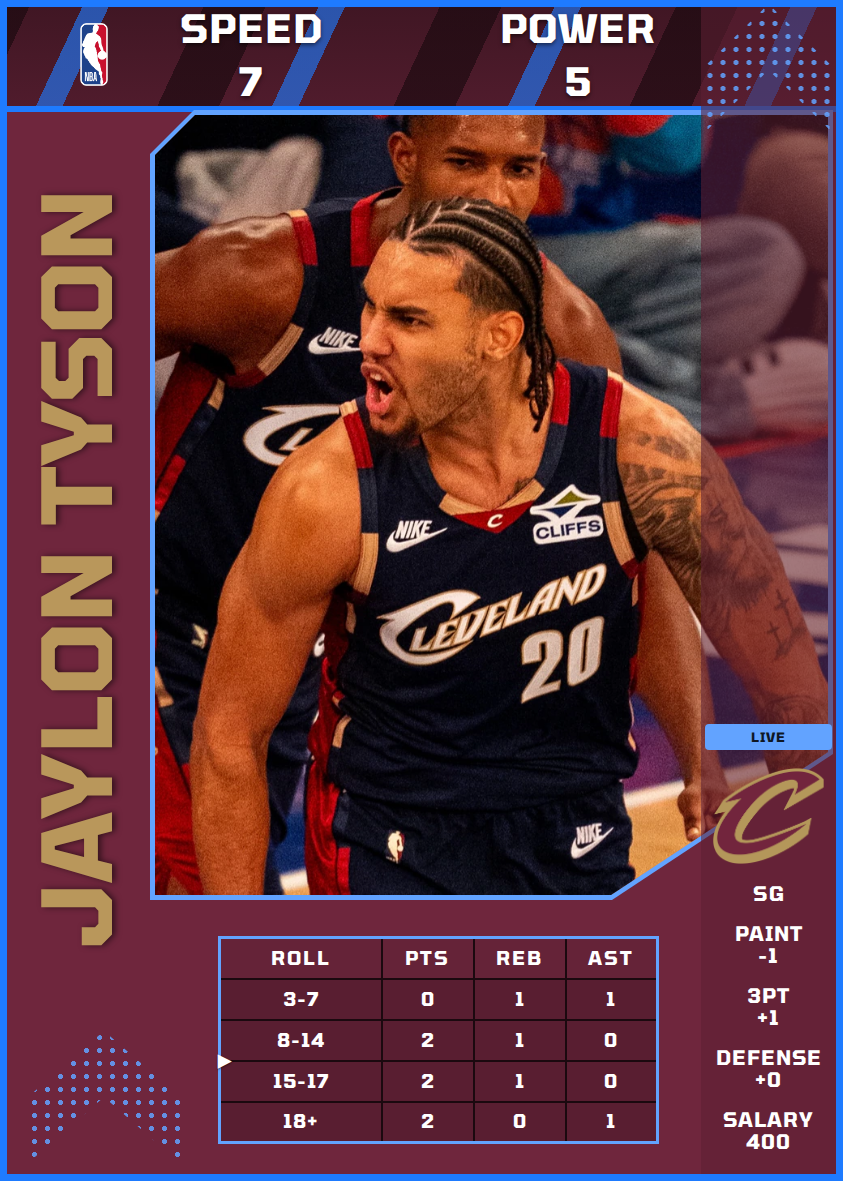 SPEED
POWER
7
5
NBA
JAYLON TYSON
NIKE
NIKE
C
CLIFFS
CLEVELAND
20
NIKE
LIVE
C
SG
PAINT
-1
3PT
+1
DEFENSE
+0
SALARY
400
ROLL PTS REB AST
3-7 0 1 1
8-14 2 1 0
15-17 2 1 0
18+ 2 0 1